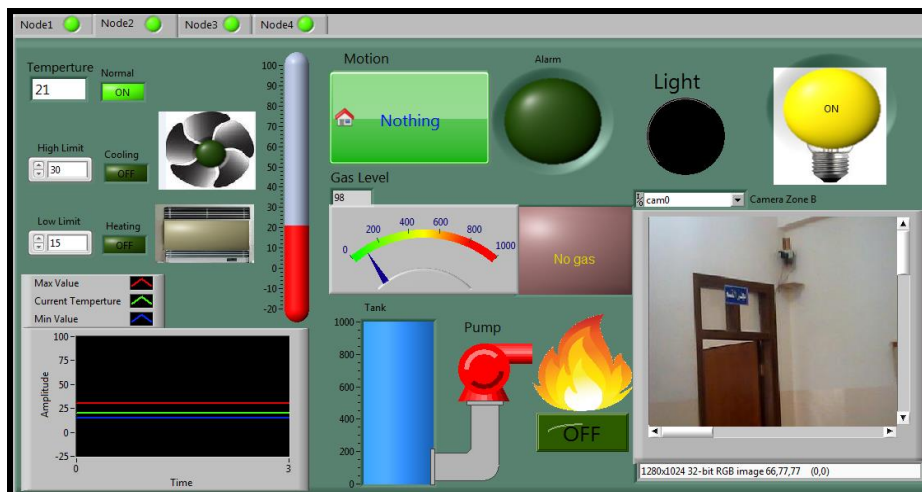 Node1
Node2
Node3
Node4
Temperture
21
Normal
ON
High Limit
30
Cooling
OFF
Low Limit
15
Heating
OFF
100
90
80
70
60
50
40
30
20
10
0
-10
-20
Max Value
Current Temperture
Min Value
100
75
50
25
0
-25
Amplitude
0
3
Time
Motion
Nothing
Alarm
Gas Level
98
0
200
400
600
800
1000
No gas
Tank
1000
800
600
400
200
0
Pump
OFF
Light
ON
cam0
Camera Zone B
1280x1024 32-bit RGB image 66,77,77 (0,0)